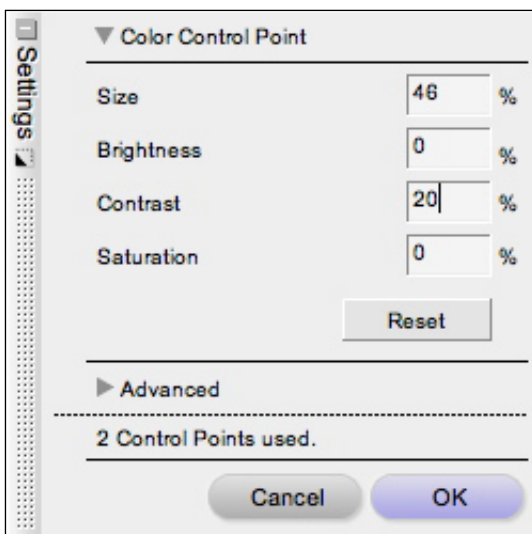 Settings
Color Control Point
Size 46 %
Brightness 0 %
Contrast 20 %
Saturation 0 %
Reset
Advanced
2 Control Points used.
Cancel OK